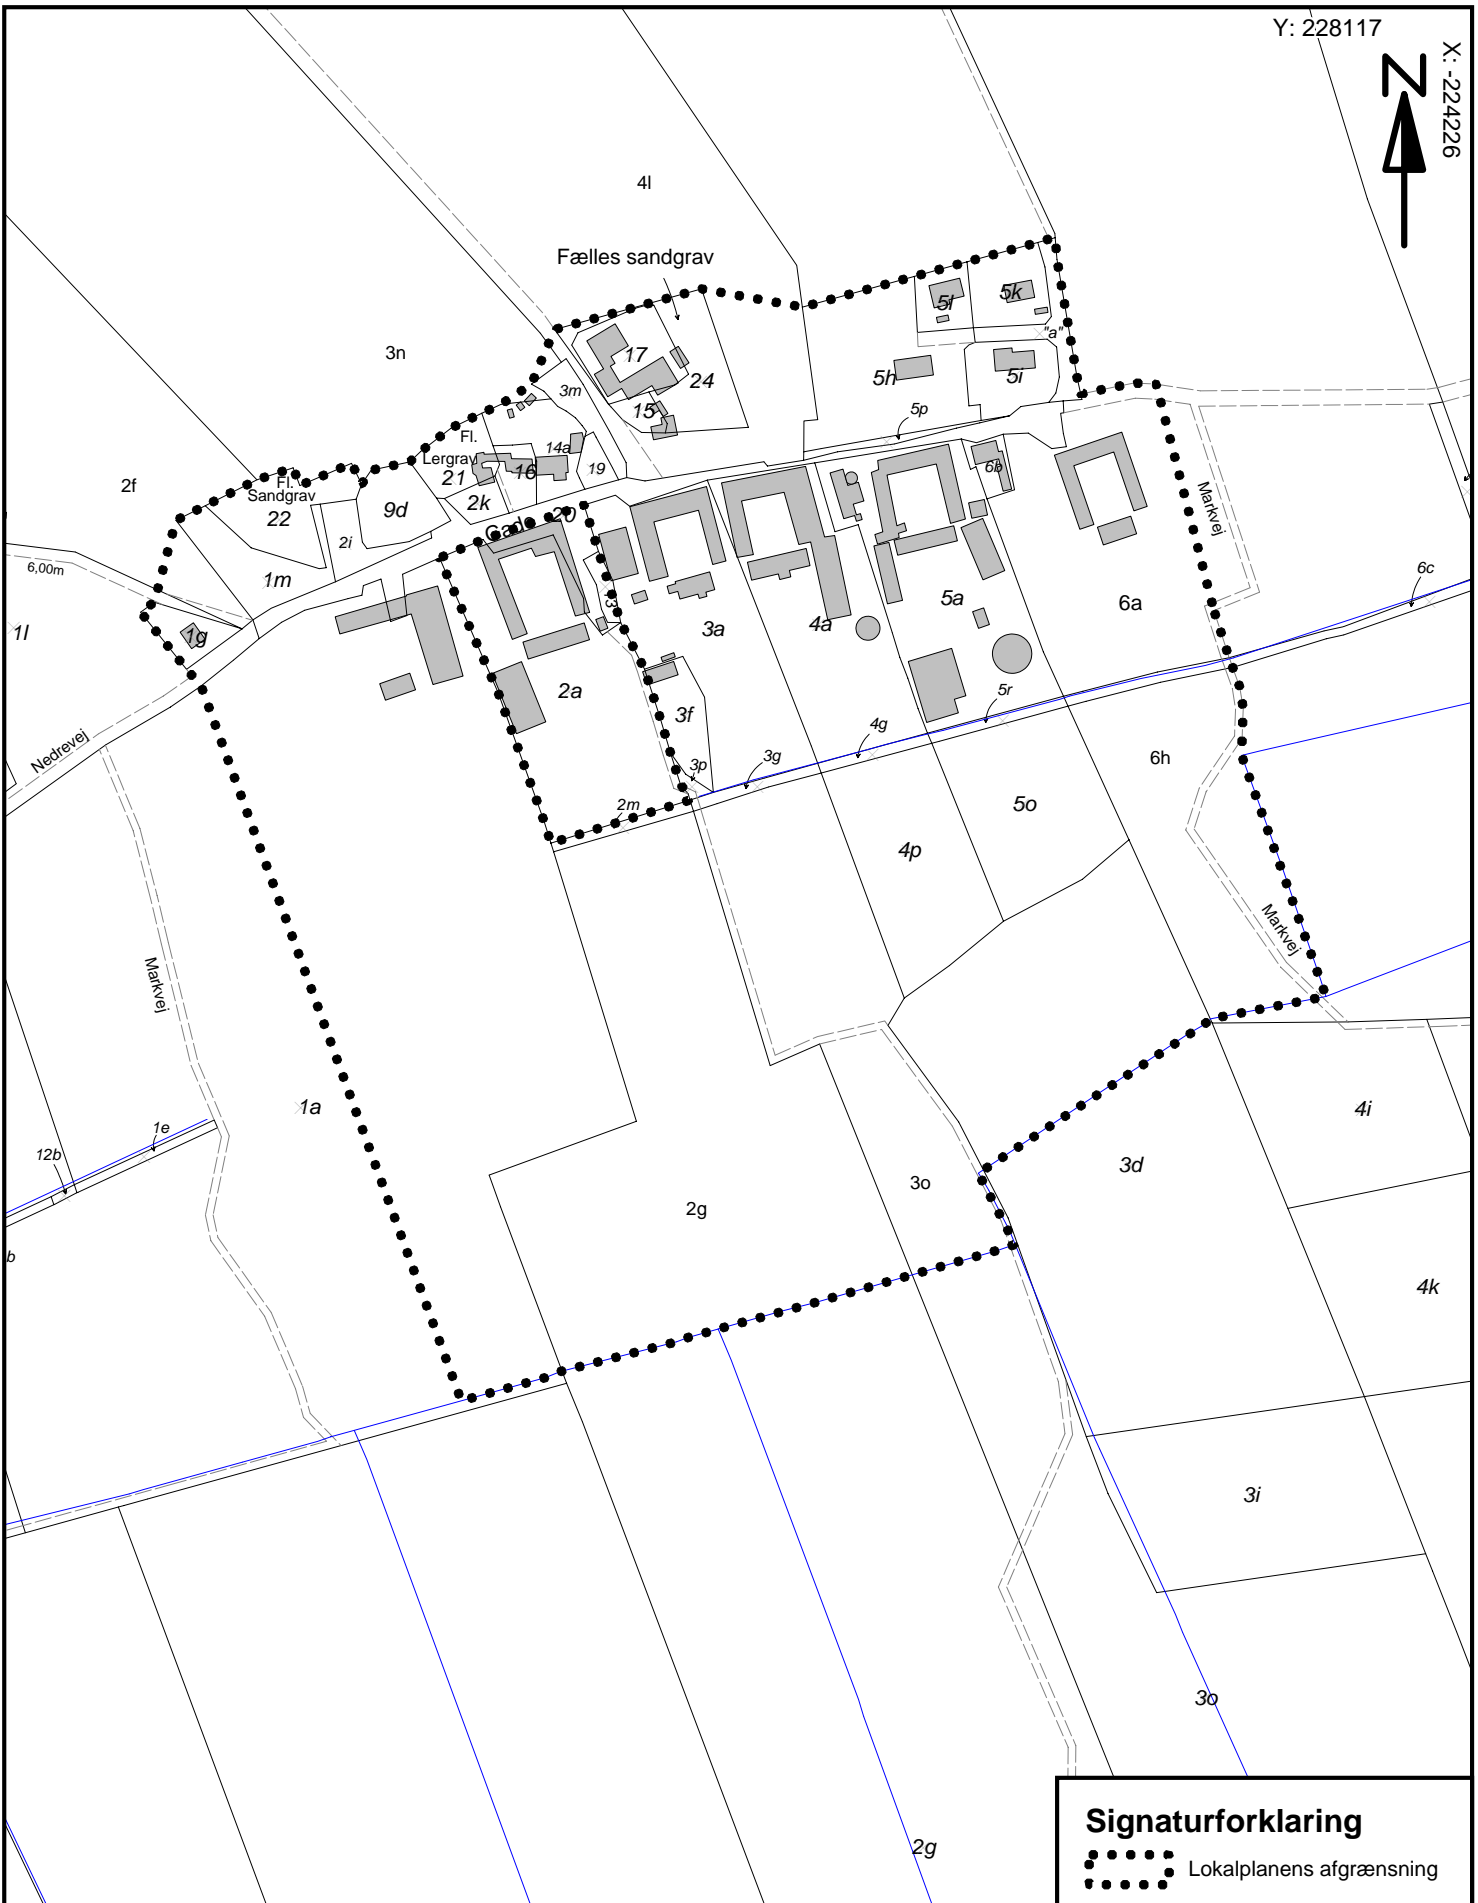 Y: 228117
X: -224226
N
4l
Fælles sandgrav
5l
5k
"a"
3n
17
24
5h
5i
3m
15
5p
Fl.
Lergrav
14a
21
16
19
6b
2f
Fl.
Sandgrav
22
9d
2k
Gade 20
Markvej
2i
6,00m
1m
13
6c
1l
1g
3a
4a
5a
6a
2a
3f
5r
4g
3g
3p
Nedrevej
2m
6h
5o
4p
Markvej
Markvej
1a
1e
12b
4i
3d
3o
2g
b
4k
3i
3o
2g
Signaturforklaring
Lokalplanens afgrænsning